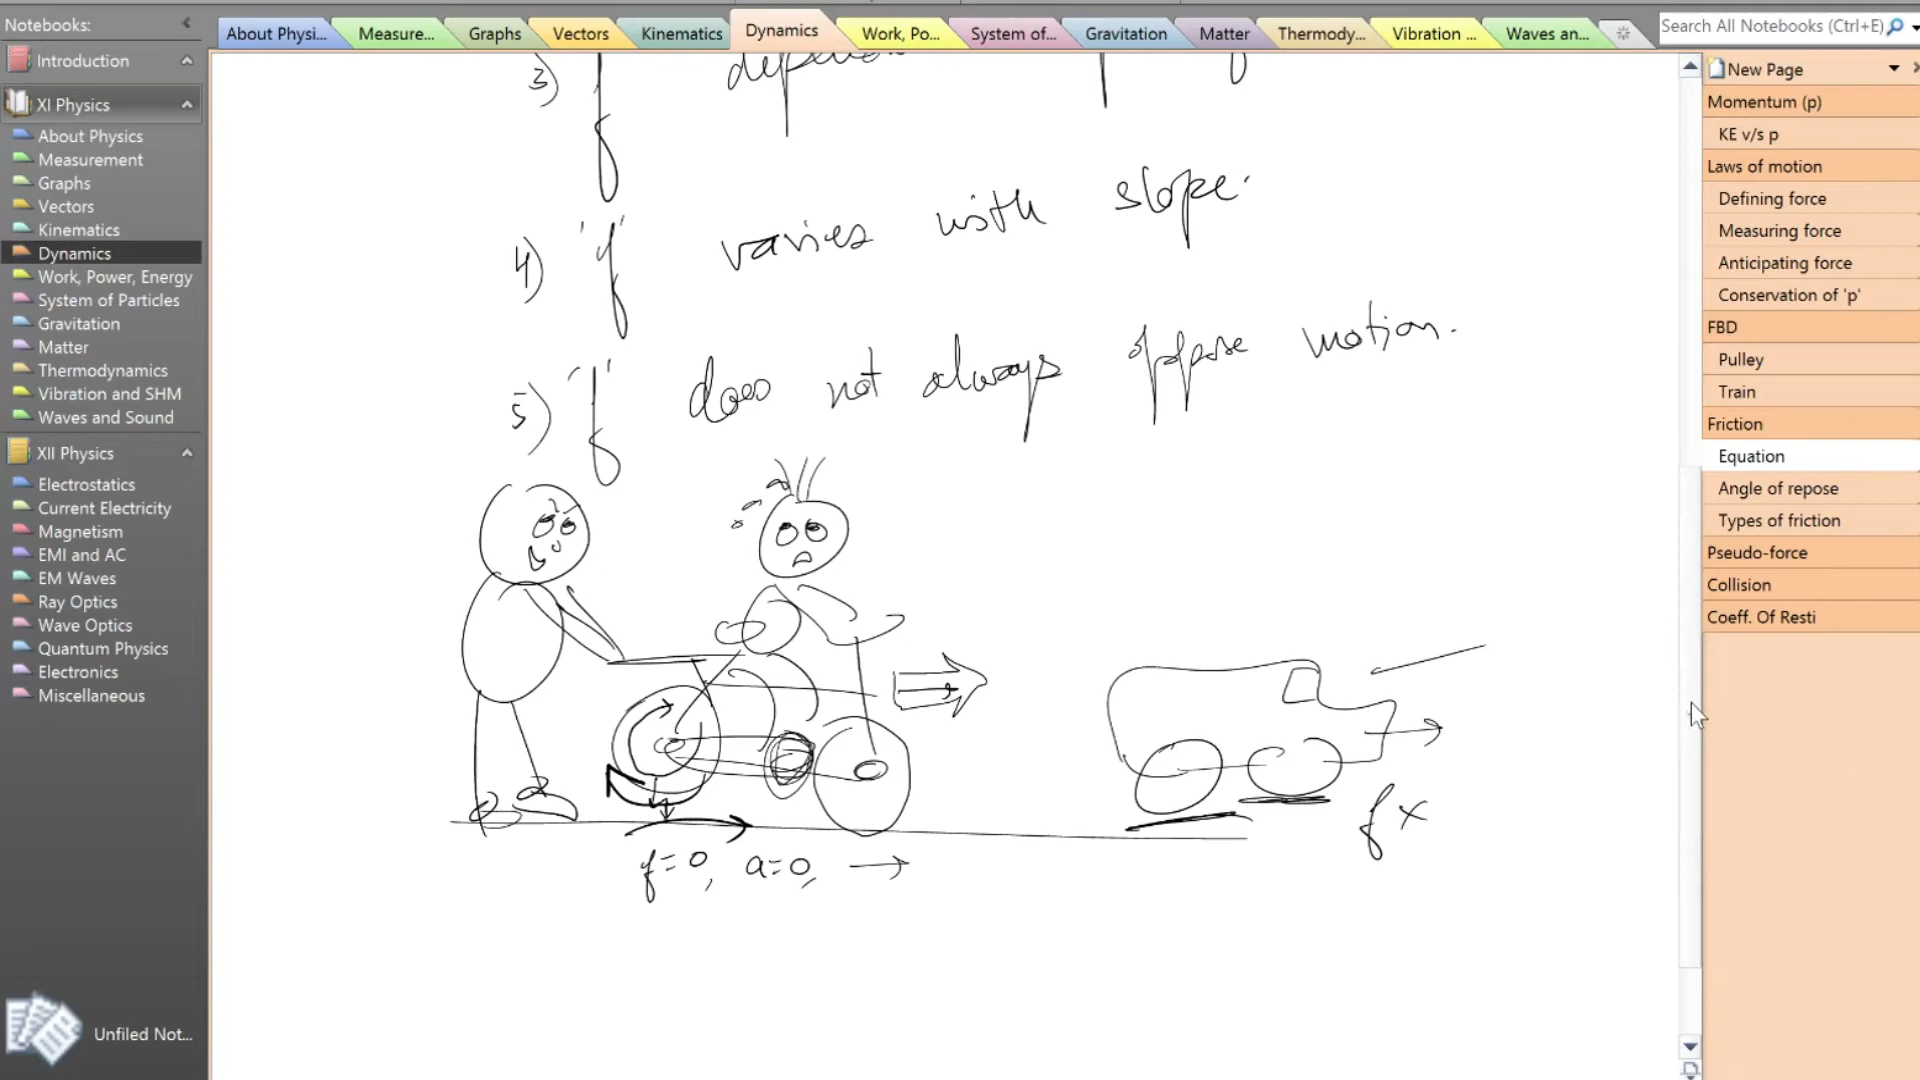 Notebooks:
Introduction
XI Physics
About Physics
Measurement
Graphs
Vectors
Kinematics
Dynamics
Work, Power, Energy
System of Particles
Gravitation
Matter
Thermodynamics
Vibration and SHM
Waves and Sound
XII Physics
Electrostatics
Current Electricity
Magnetism
EMI and AC
EM Waves
Ray Optics
Wave Optics
Quantum Physics
Electronics
Miscellaneous
Unfiled Not...
About Physi...
Measure...
Graphs
Vectors
Kinematics
Dynamics
Work, Po...
System of...
Gravitation
Matter
Thermody...
Vibration ...
Waves an...
Search All Notebooks (Ctrl+E)
3) f
4) 'f' varies with slope.
5) 'f' does not always oppose motion.
f=0, a=0,
f x
New Page
Momentum (p)
KE v/s p
Laws of motion
Defining force
Measuring force
Anticipating force
Conservation of 'p'
FBD
Pulley
Train
Friction
Equation
Angle of repose
Types of friction
Pseudo-force
Collision
Coeff. Of Resti